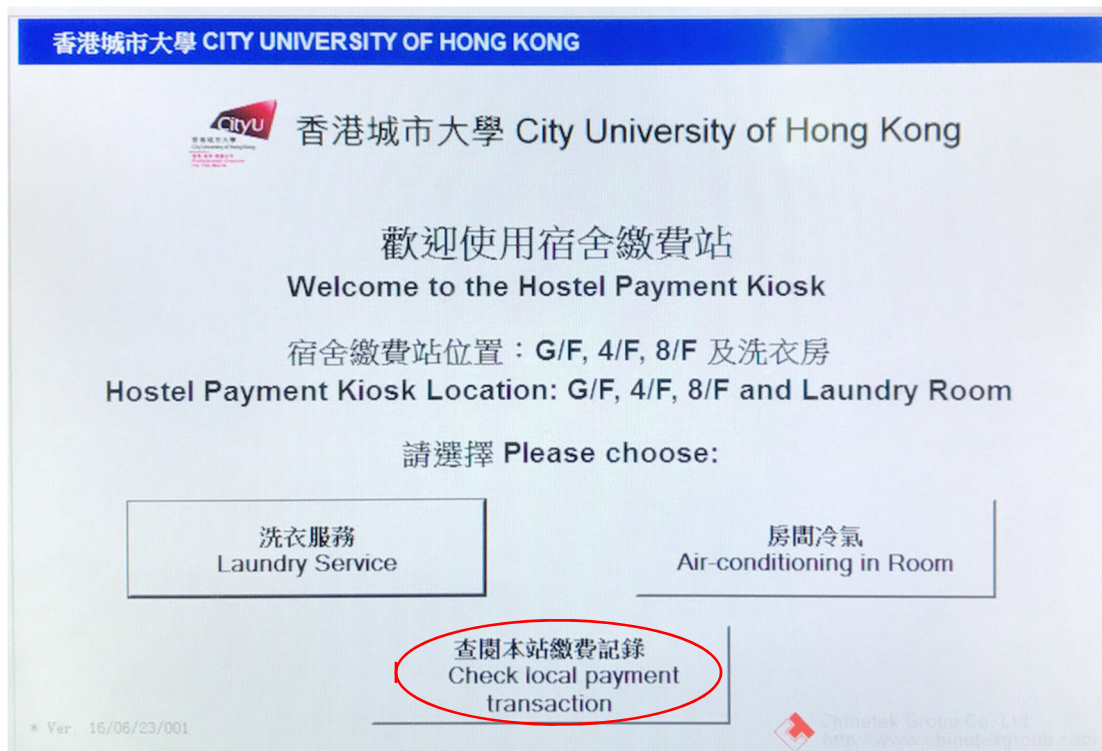 香港城市大學 CITY UNIVERSITY OF HONG KONG
CityU
香港城市大學 City University of Hong Kong
歡迎使用宿舍繳費站
Welcome to the Hostel Payment Kiosk
宿舍繳費站位置：G/F, 4/F, 8/F 及洗衣房
Hostel Payment Kiosk Location: G/F, 4/F, 8/F and Laundry Room
請選擇 Please choose:
洗衣服務
Laundry Service
房間冷氣
Air-conditioning in Room
查閱本站繳費記錄
Check local payment
transaction
* Ver. 16/06/23/001
Chinetek Group Co. Ltd
http://www.chinetekgroup.com